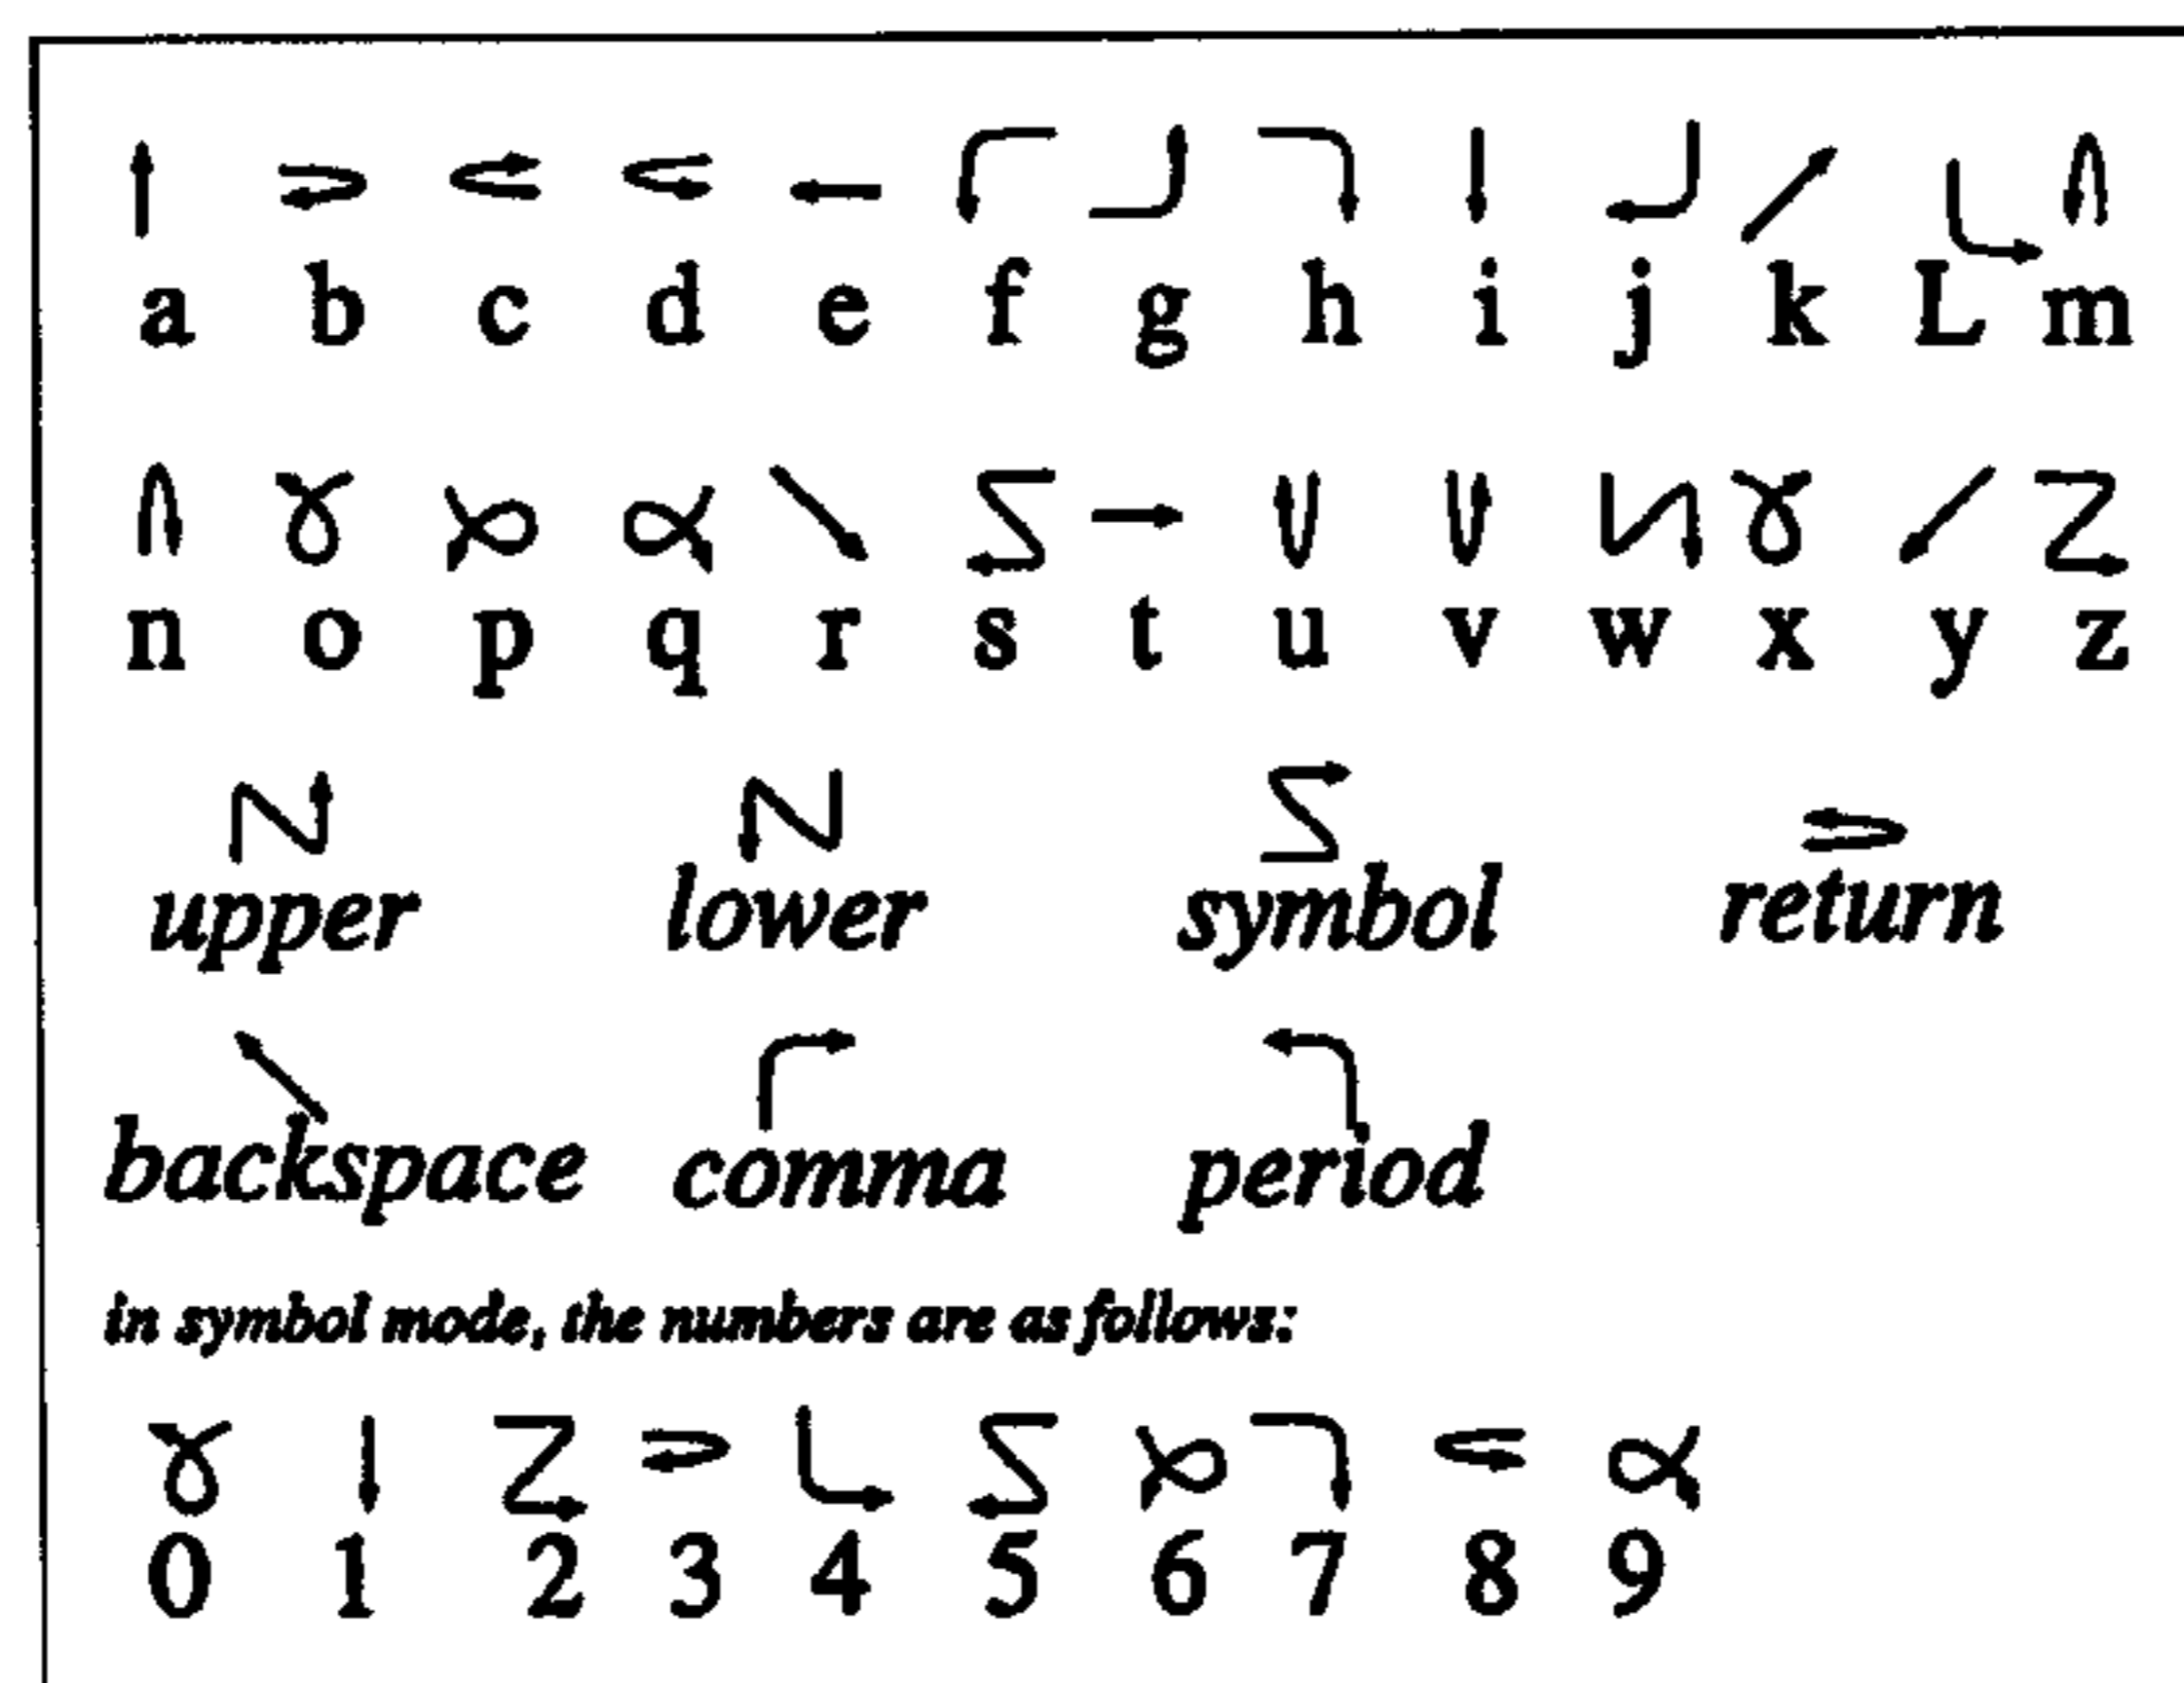 a b c d e f g h i j k L m
n o p q r s t u v w x y z
upper lower symbol return
backspace comma period
in symbol mode, the numbers are as follows:
0 1 2 3 4 5 6 7 8 9